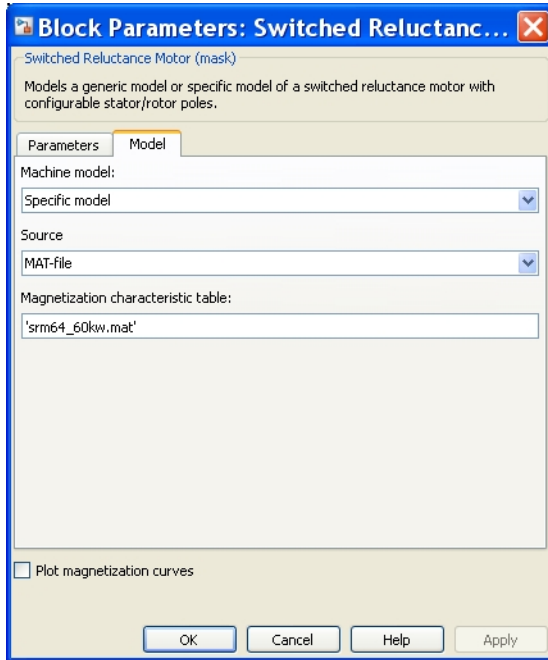 Block Parameters: Switched Reluctanc...
Switched Reluctance Motor (mask)
Models a generic model or specific model of a switched reluctance motor with
configurable stator/rotor poles.
Parameters Model
Machine model:
Specific model
Source
MAT-file
Magnetization characteristic table:
'srm64_60kw.mat'
Plot magnetization curves
OK Cancel Help Apply